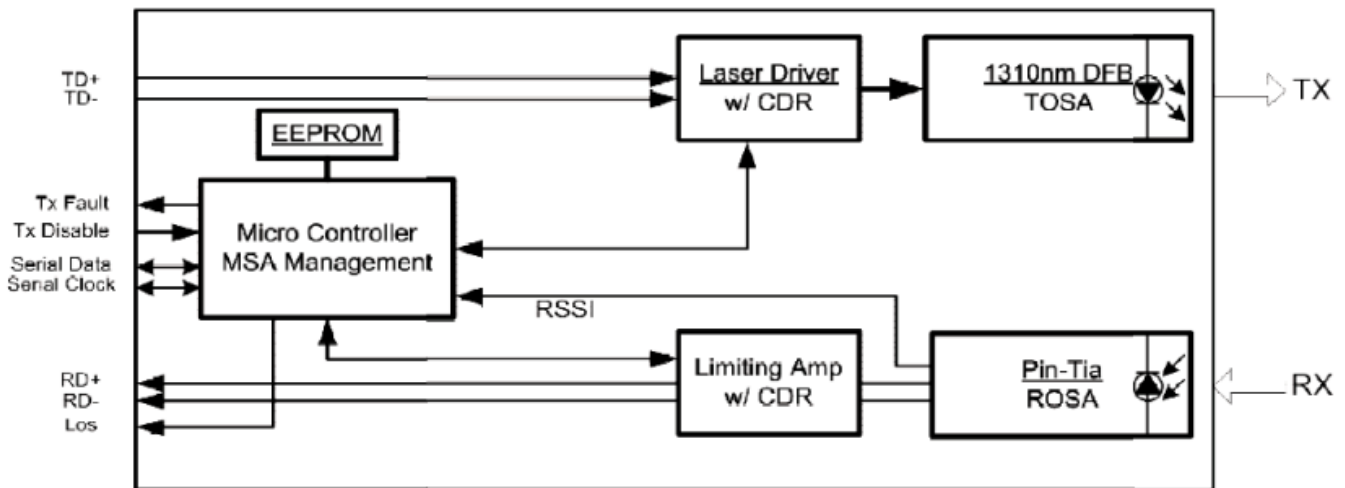 TD+
TD-
Laser Driver
w/ CDR
1310nm DFB
TOSA
TX
EEPROM
Tx Fault
Tx Disable
Serial Data
Serial Clock
Micro Controller
MSA Management
RSSI
RD+
RD-
Los
Limiting Amp
w/ CDR
Pin-Tia
ROSA
RX